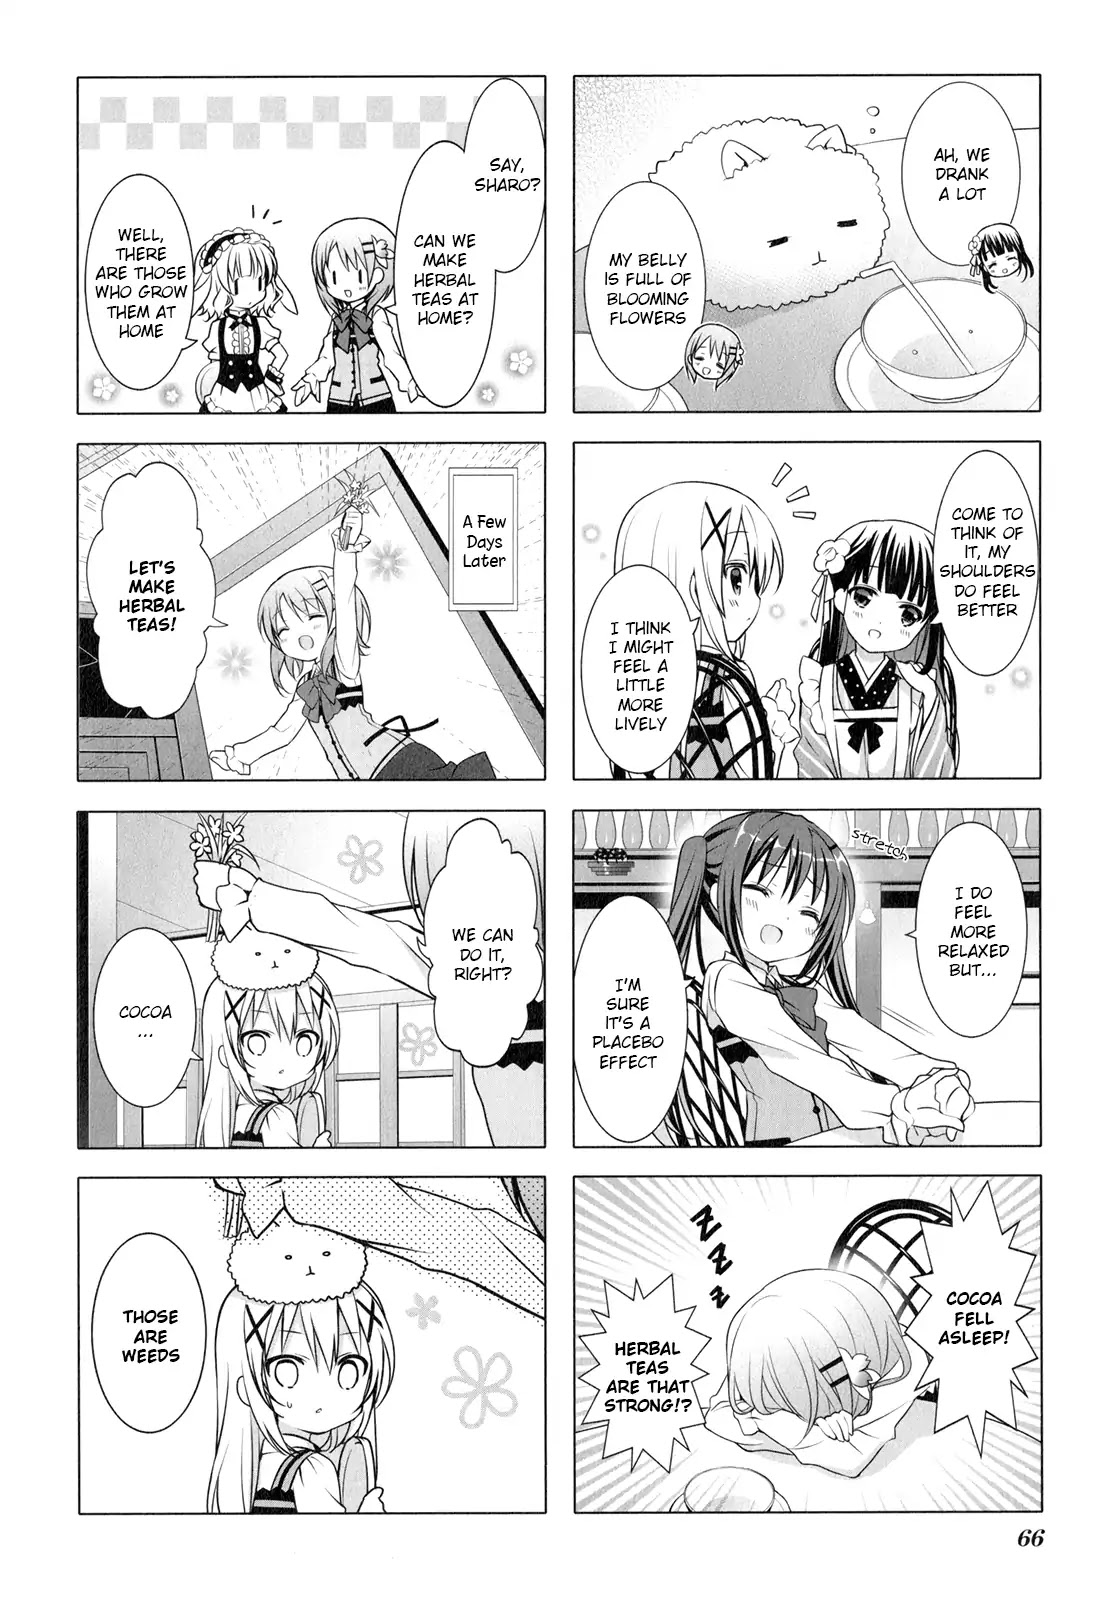 AH, WE
DRANK
A LOT
MY BELLY
IS FULL OF
BLOOMING
FLOWERS
COME TO
THINK OF
IT, MY
SHOULDERS
DO FEEL
BETTER
I THINK
I MIGHT
FEEL A
LITTLE
MORE
LIVELY
stretch
I DO
FEEL
MORE
RELAXED
BUT...
I'M
SURE
IT'S A
PLACEBO
EFFECT
COCOA
FELL
ASLEEP!
Z Z Z Z
HERBAL
TEAS
ARE THAT
STRONG!?
SAY,
SHARO?
CAN WE
MAKE
HERBAL
TEAS AT
HOME?
WELL,
THERE
ARE THOSE
WHO GROW
THEM AT
HOME
A Few
Days
Later
LET'S
MAKE
HERBAL
TEAS!
WE CAN
DO IT,
RIGHT?
COCOA
...
THOSE
ARE
WEEDS
66